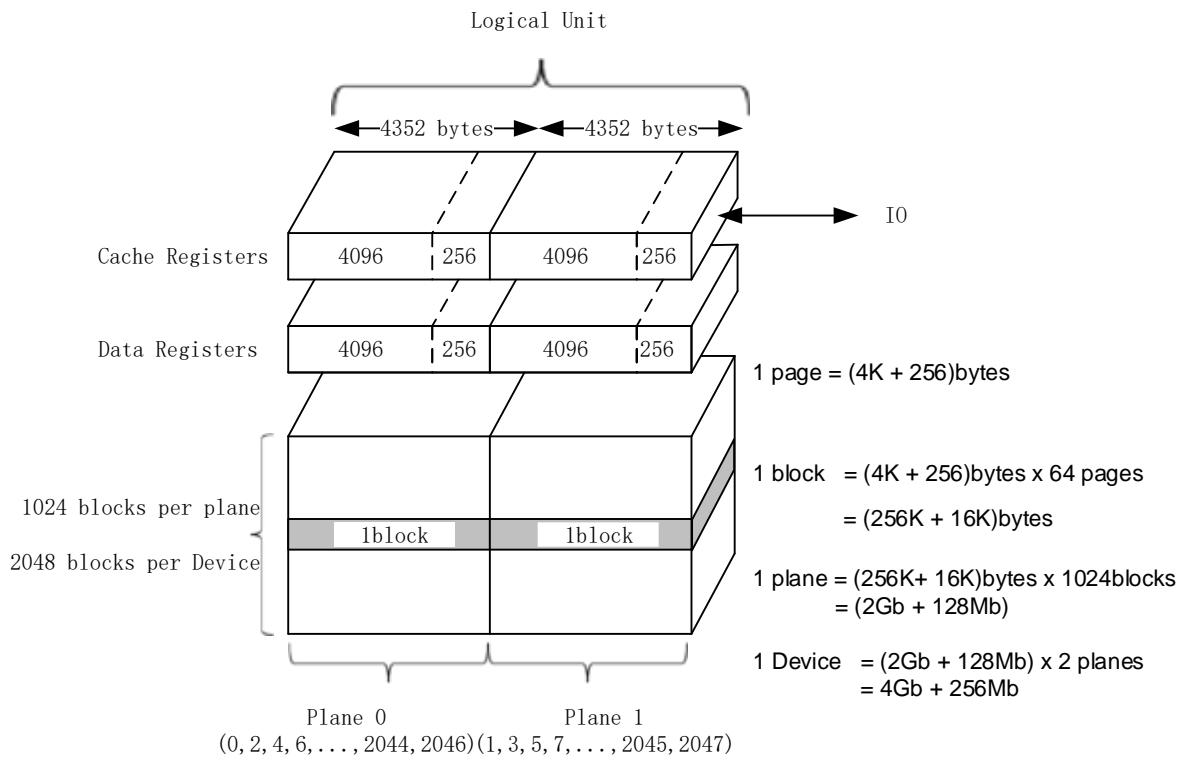 Logical Unit
4352 bytes 4352 bytes
IO
Cache Registers 4096 256 4096 256
Data Registers 4096 256 4096 256
1 page = (4K + 256)bytes
1 block = (4K + 256)bytes x 64 pages
= (256K + 16K)bytes
1024 blocks per plane
1block 1block
2048 blocks per Device
1 plane = (256K+ 16K)bytes x 1024blocks
= (2Gb + 128Mb)
1 Device = (2Gb + 128Mb) x 2 planes
= 4Gb + 256Mb
Plane 0 Plane 1
(0,2,4,6,...,2044,2046)(1,3,5,7,...,2045,2047)